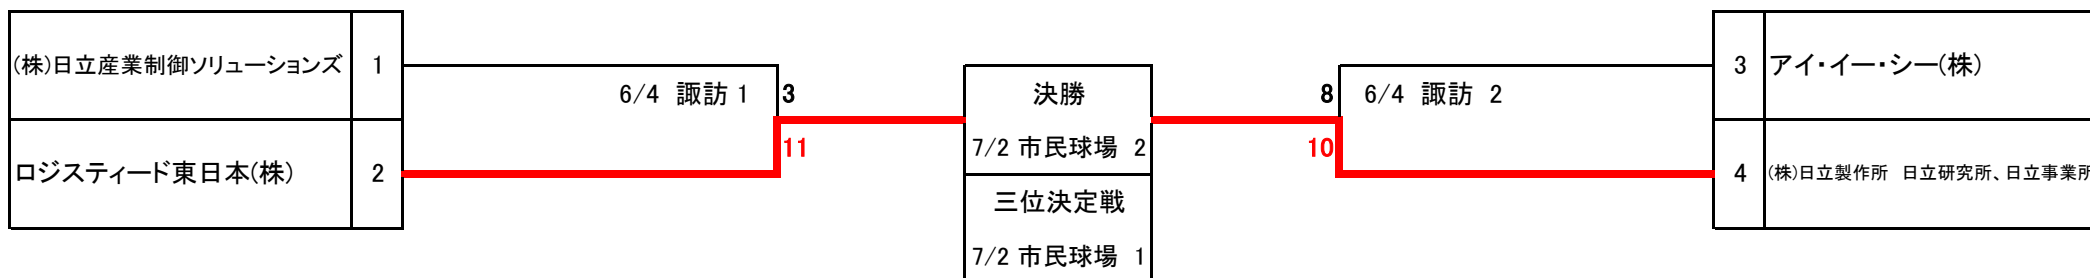 (株)日立産業制御ソリューションズ 1
6/4 諏訪 1 3
11
ロジスティード東日本(株) 2
決勝
7/2 市民球場 2
三位決定戦
7/2 市民球場 1
8 6/4 諏訪 2
10
3 アイ・イー・シー(株)
4 (株)日立製作所 日立研究所、日立事業所